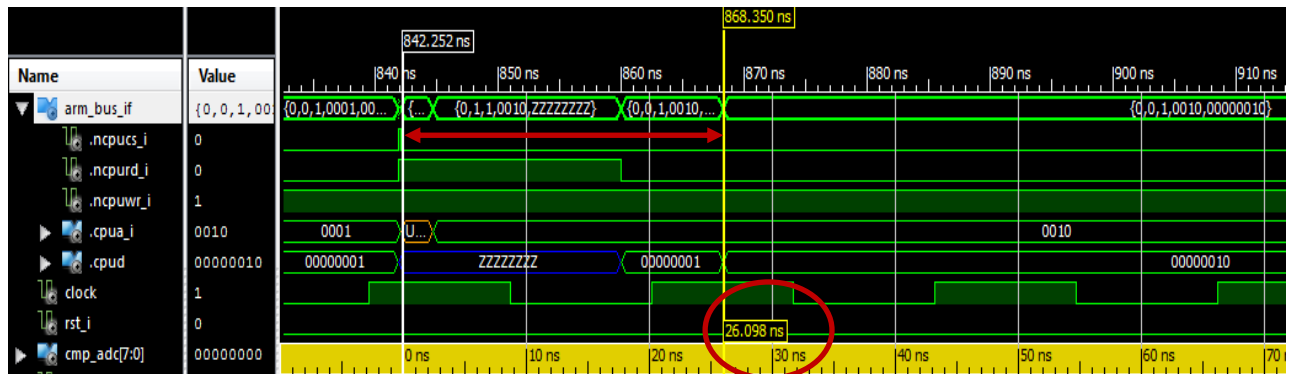 868.350 ns
842.252 ns
Name Value 840 ns 850 ns 860 ns 870 ns 880 ns 890 ns 900 ns 910 ns
arm_bus_if {0,0,1,00: {0,0,1,0001,00... {... {0,1,1,0010,ZZZZZZZZ} {0,0,1,0010,... {0,0,1,0010,00000010}
.ncpucs_i 0
.ncpurd_i 0
.ncpuwr_i 1
.cpua_i 0010 0001 U... 0010
.cpud 00000010 00000001 ZZZZZZZZ 00000001 00000010
clock 1
rst_i 0 26.098 ns
cmp_adc[7:0] 00000000 0 ns 10 ns 20 ns 30 ns 40 ns 50 ns 60 ns 70